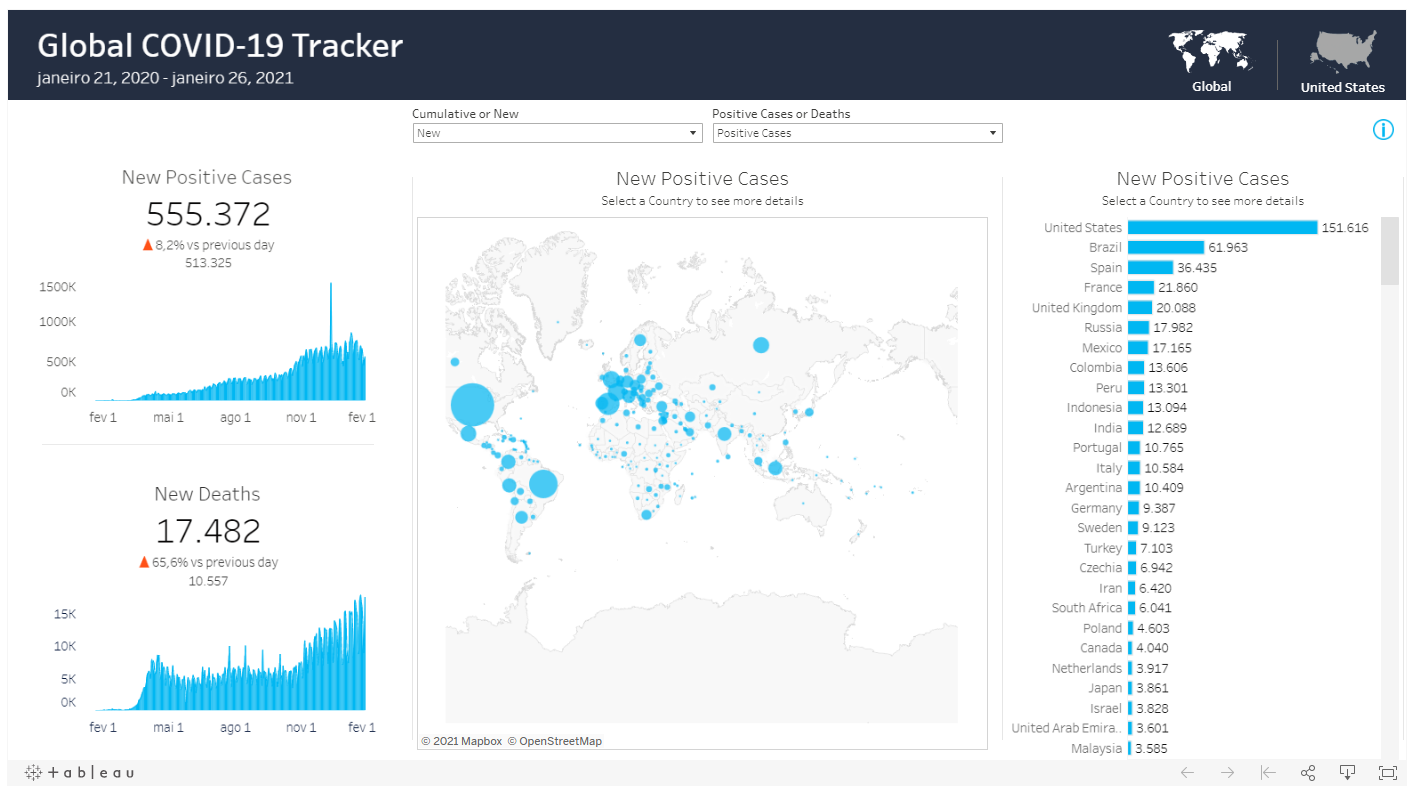 Global COVID-19 Tracker
janeiro 21, 2020 - janeiro 26, 2021
Global
United States
Cumulative or New
New
Positive Cases or Deaths
Positive Cases
New Positive Cases
555.372
8,2% vs previous day
513.325
1500K
1000K
500K
0K
fev 1 mai 1 ago 1 nov 1 fev 1
New Deaths
17.482
65,6% vs previous day
10.557
15K
10K
5K
0K
fev 1 mai 1 ago 1 nov 1 fev 1
New Positive Cases
Select a Country to see more details
© 2021 Mapbox © OpenStreetMap
New Positive Cases
Select a Country to see more details
United States 151.616
Brazil 61.963
Spain 36.435
France 21.860
United Kingdom 20.088
Russia 17.982
Mexico 17.165
Colombia 13.606
Peru 13.301
Indonesia 13.094
India 12.689
Portugal 10.765
Italy 10.584
Argentina 10.409
Germany 9.387
Sweden 9.123
Turkey 7.103
Czechia 6.942
Iran 6.420
South Africa 6.041
Poland 4.603
Canada 4.040
Netherlands 3.917
Japan 3.861
Israel 3.828
United Arab Emira.. 3.601
Malaysia 3.585
+ableau